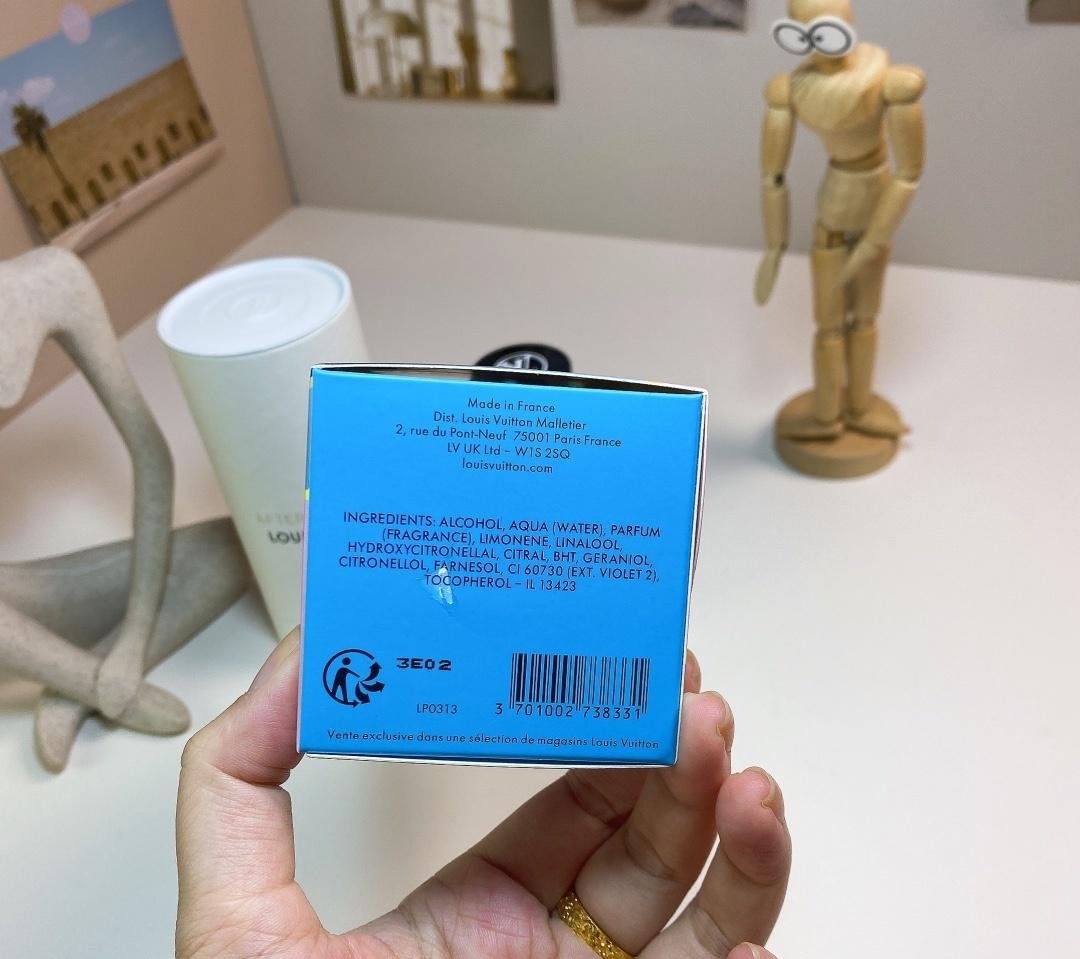 Made in France
Dist. Louis Vuitton Malletier
2, rue du Pont-Neuf 75001 Paris France
LV UK Ltd – W1S 2SQ
louisvuitton.com
INGREDIENTS: ALCOHOL, AQUA (WATER), PARFUM
(FRAGRANCE), LIMONENE, LINALOOL,
HYDROXYCITRONELLAL, CITRAL, BHT, GERANIOL,
CITRONELLOL, FARNESOL, CI 60730 (EXT. VIOLET 2),
TOCOPHEROL – IL 13423
3E02
LP0313
3 701002 738331
Vente exclusive dans une sélection de magasins Louis Vuitton
AFTER
LOU